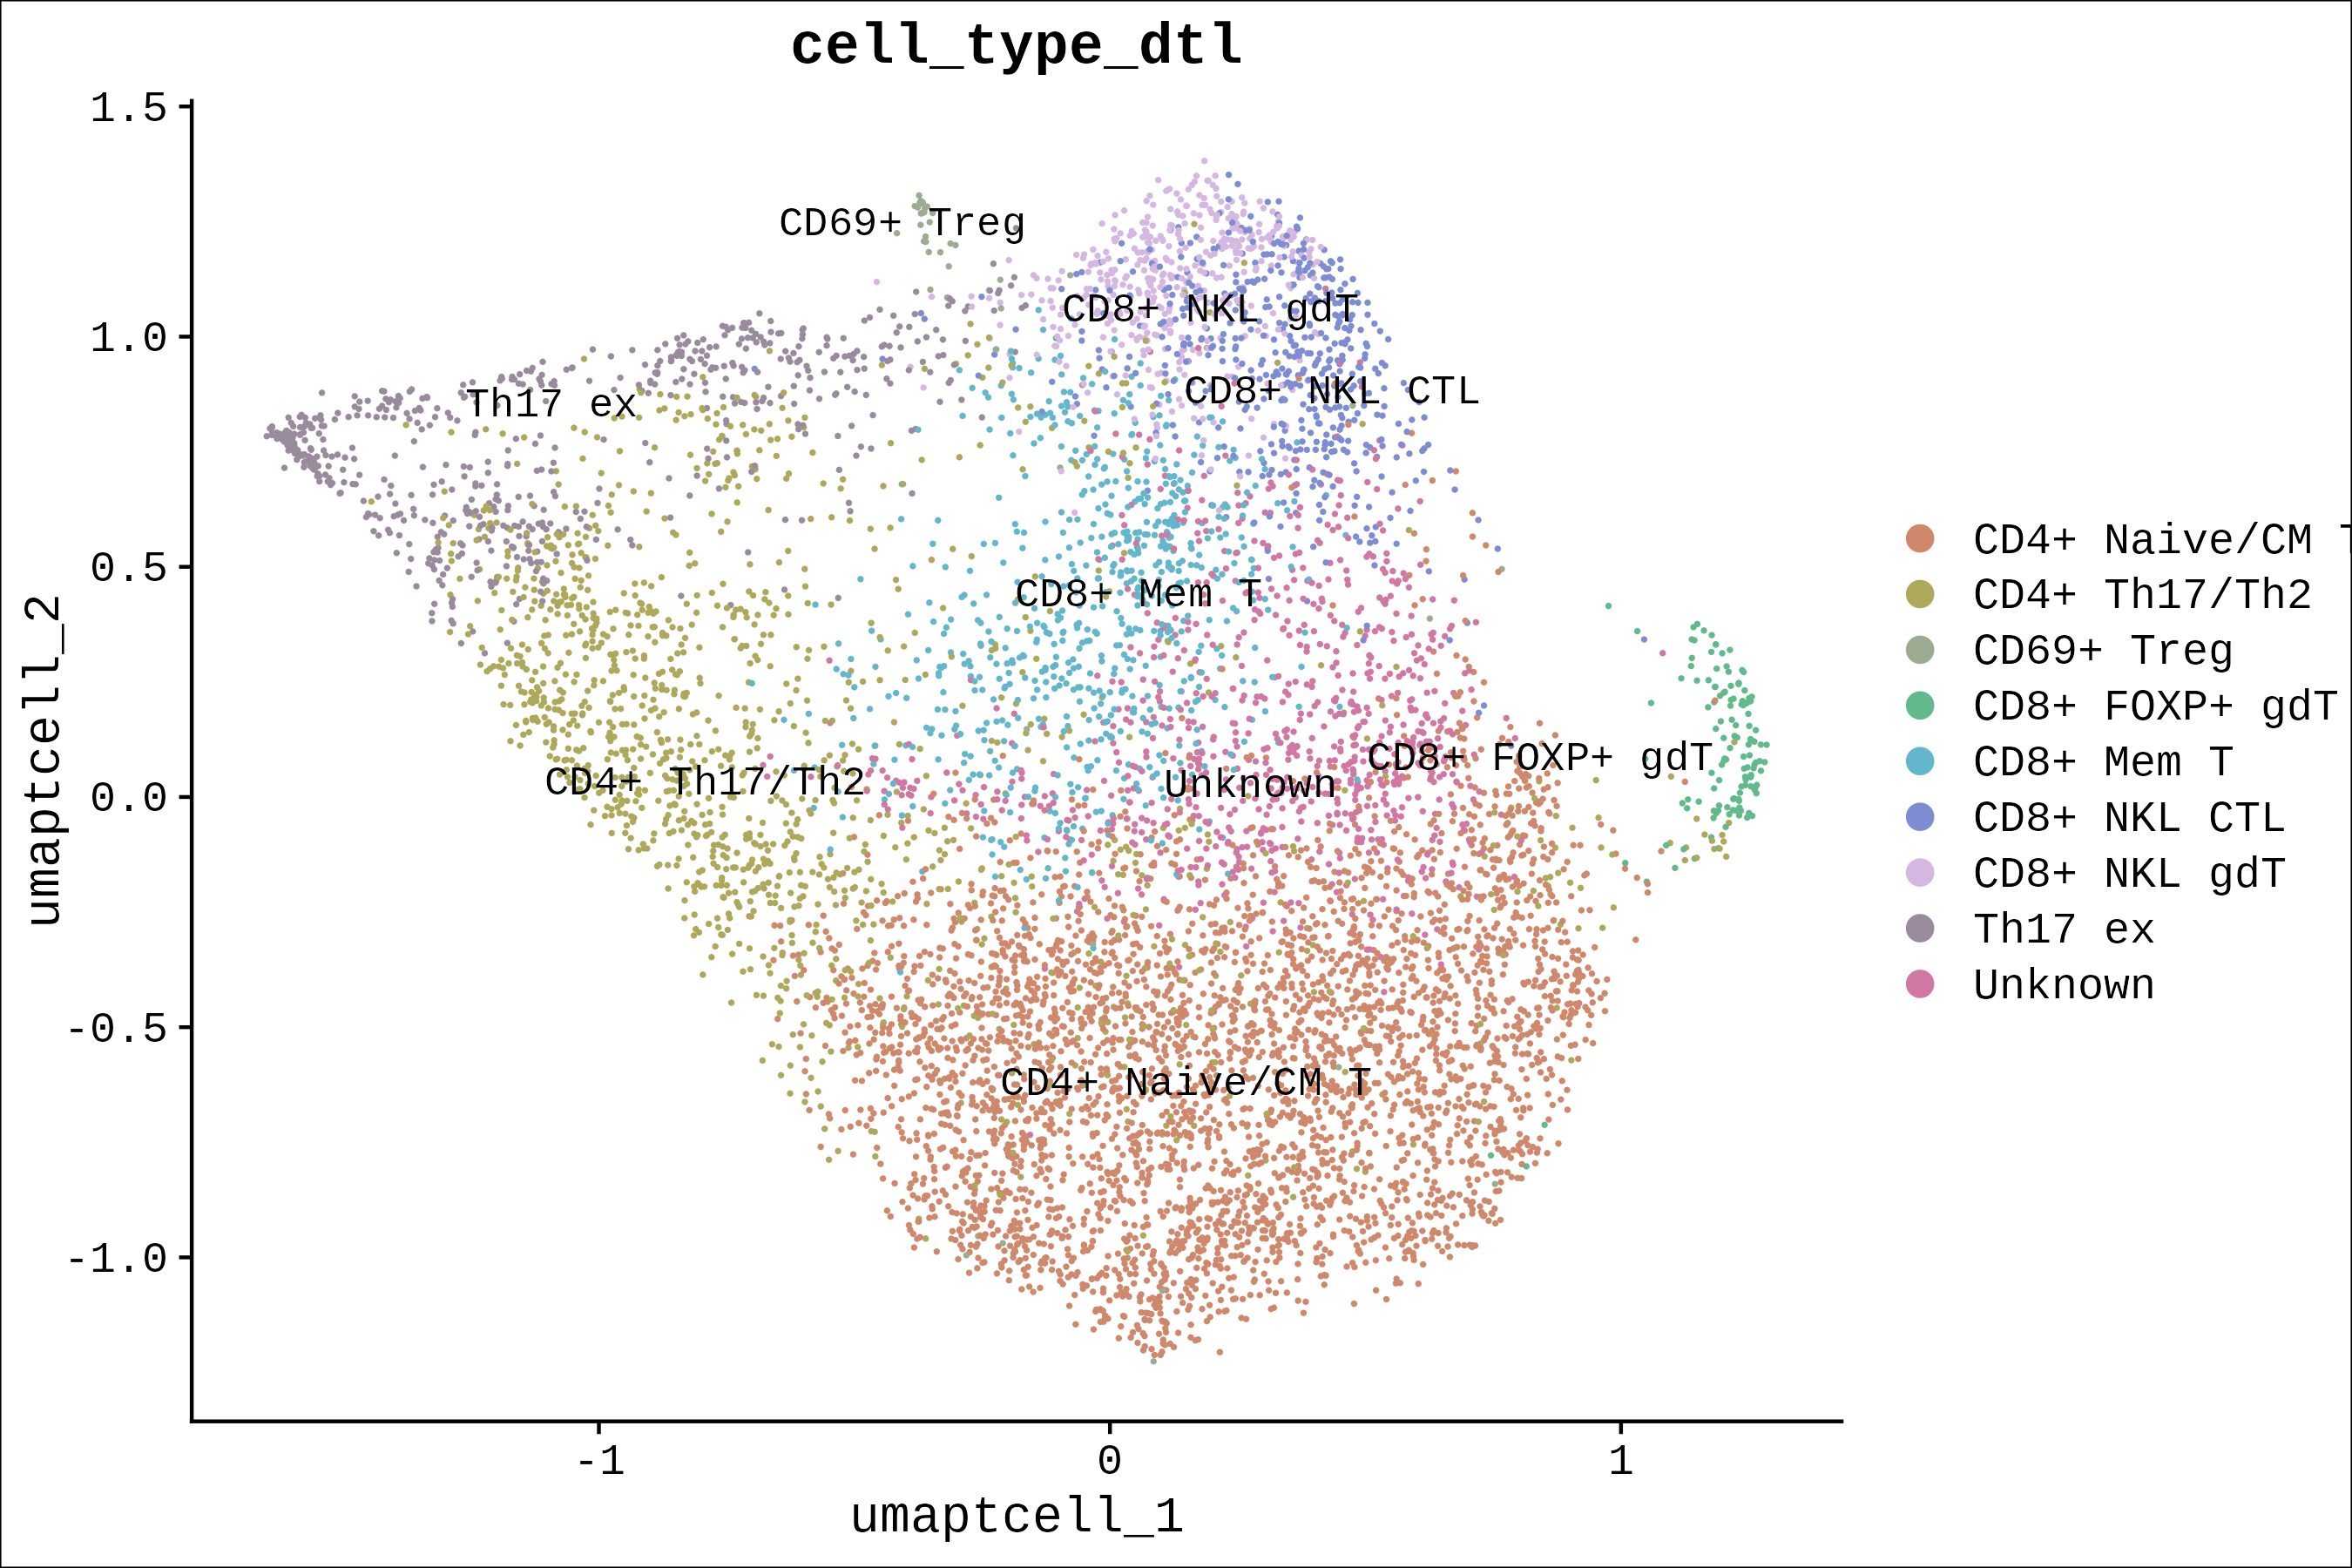 cell_type_dtl
1.5
1.0
0.5
0.0
-0.5
-1.0
umaptcell_2
CD69+ Treg
CD8+ NKL gdT
CD8+ NKL CTL
Th17 ex
CD8+ Mem T
CD8+ FOXP+ gdT
CD4+ Th17/Th2
Unknown
CD4+ Naive/CM T
-1
0
1
umaptcell_1
CD4+ Naive/CM T
CD4+ Th17/Th2
CD69+ Treg
CD8+ FOXP+ gdT
CD8+ Mem T
CD8+ NKL CTL
CD8+ NKL gdT
Th17 ex
Unknown